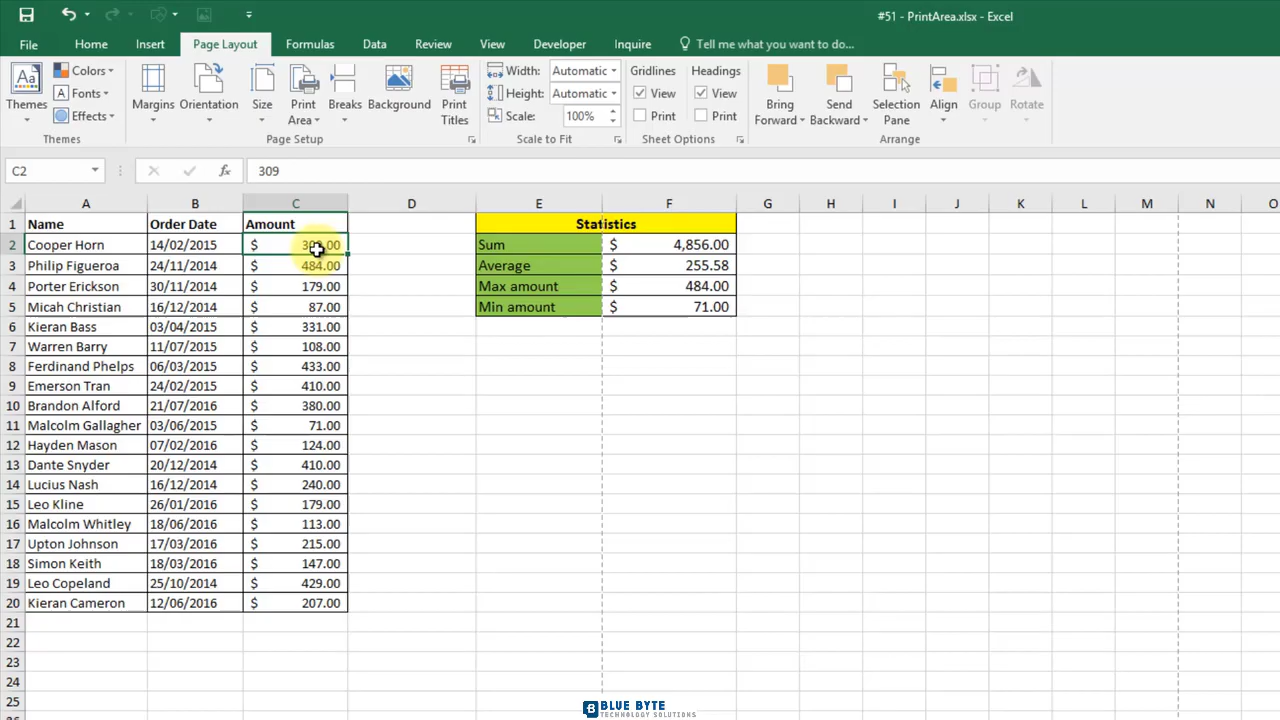 #51 - PrintArea.xlsx - Excel
File Home Insert Page Layout Formulas Data Review View Developer Inquire Tell me what you want to do...
Themes
Colors
Fonts
Effects
Themes
Margins
Orientation
Size
Print Area
Breaks
Background
Print Titles
Page Setup
Width: Automatic
Height: Automatic
Scale: 100%
Scale to Fit
Gridlines
View
Print
Headings
View
Print
Sheet Options
Bring Forward
Send Backward
Selection Pane
Align
Group
Rotate
Arrange
C2 fx 309
A B C D E F G H I J K L M N O
1 Name Order Date Amount Statistics
2 Cooper Horn 14/02/2015 $ 309.00 Sum $ 4,856.00
3 Philip Figueroa 24/11/2014 $ 484.00 Average $ 255.58
4 Porter Erickson 30/11/2014 $ 179.00 Max amount $ 484.00
5 Micah Christian 16/12/2014 $ 87.00 Min amount $ 71.00
6 Kieran Bass 03/04/2015 $ 331.00
7 Warren Barry 11/07/2015 $ 108.00
8 Ferdinand Phelps 06/03/2015 $ 433.00
9 Emerson Tran 24/02/2015 $ 410.00
10 Brandon Alford 21/07/2016 $ 380.00
11 Malcolm Gallagher 03/06/2015 $ 71.00
12 Hayden Mason 07/02/2016 $ 124.00
13 Dante Snyder 20/12/2014 $ 410.00
14 Lucius Nash 16/12/2014 $ 240.00
15 Leo Kline 26/01/2016 $ 179.00
16 Malcolm Whitley 18/06/2016 $ 113.00
17 Upton Johnson 17/03/2016 $ 215.00
18 Simon Keith 18/03/2016 $ 147.00
19 Leo Copeland 25/10/2014 $ 429.00
20 Kieran Cameron 12/06/2016 $ 207.00
21
22
23
24
25
BLUE BYTE
TECHNOLOGY SOLUTIONS